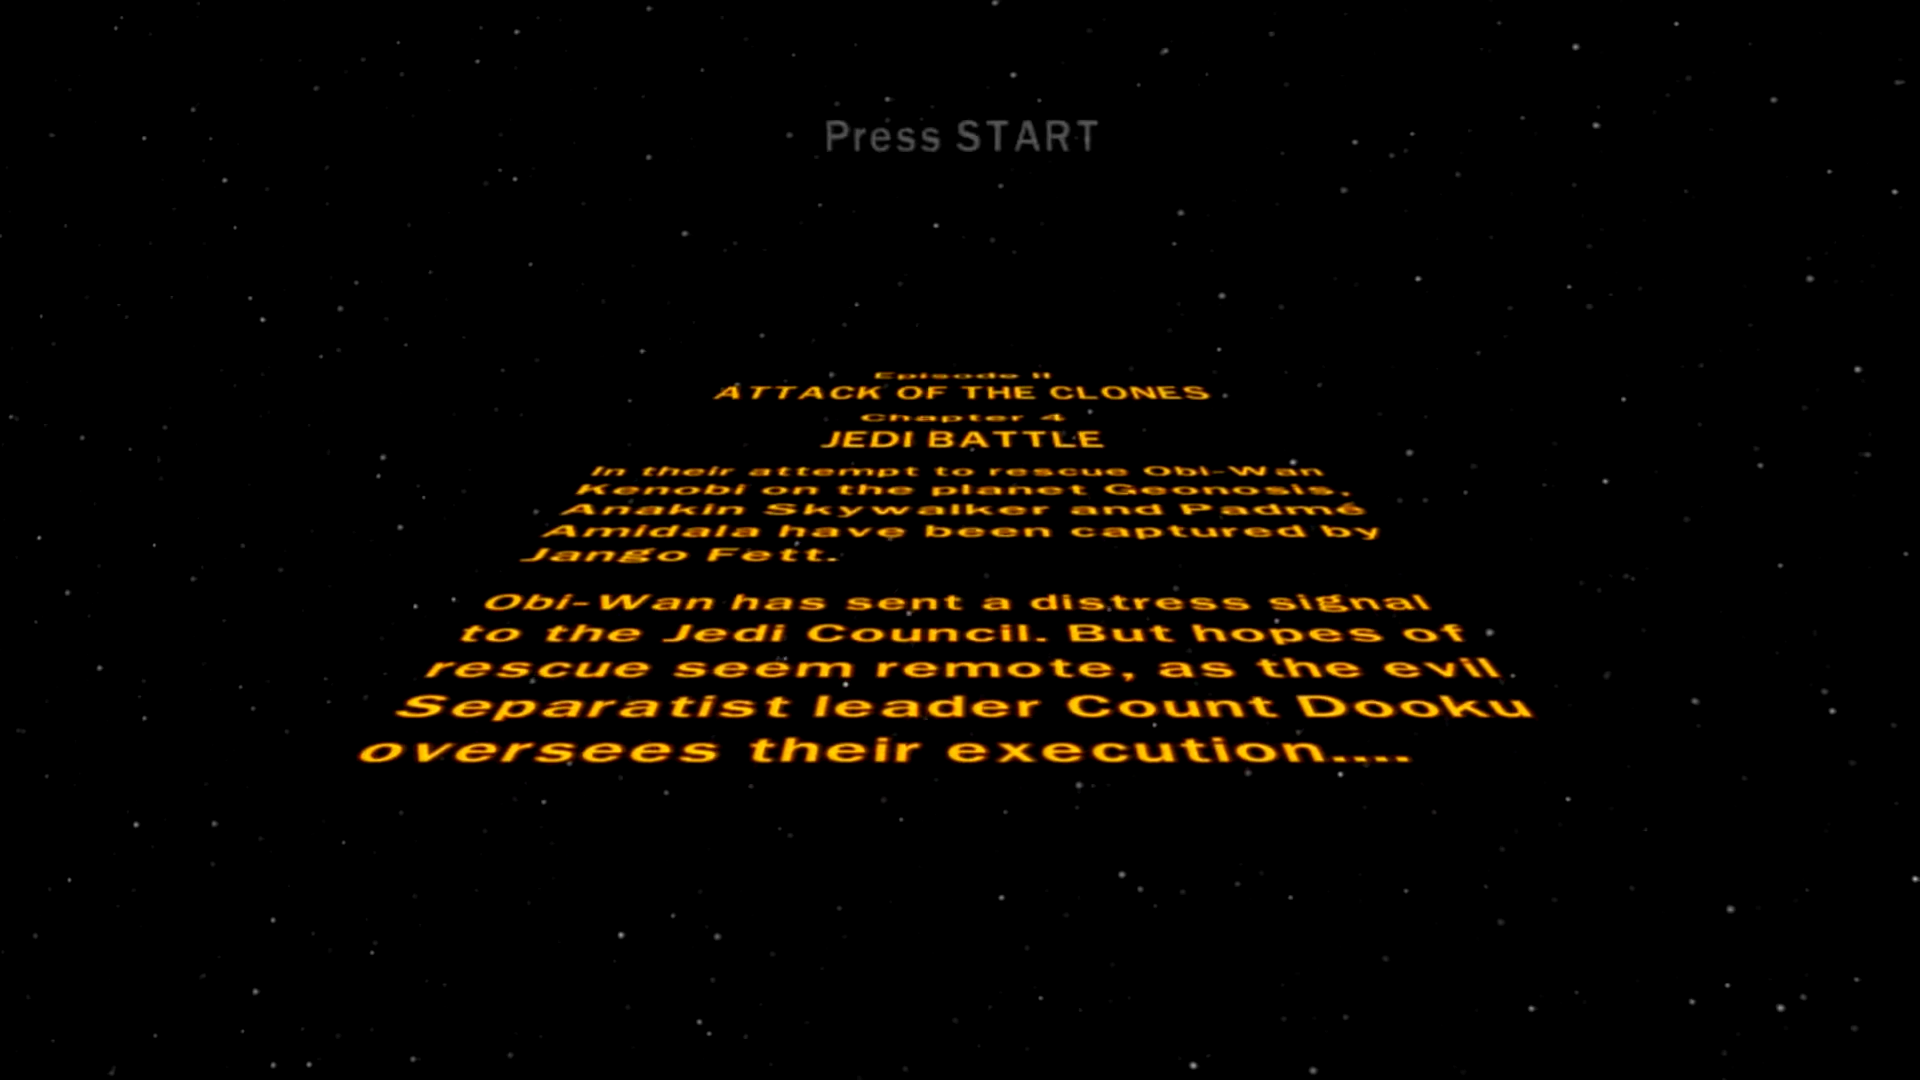 Press START
Episode II
ATTACK OF THE CLONES
Chapter 4
JEDI BATTLE
In their attempt to rescue Obi-Wan
Kenobi on the planet Geonosis,
Anakin Skywalker and Padmé
Amidala have been captured by
Jango Fett.
Obi-Wan has sent a distress signal
to the Jedi Council. But hopes of
rescue seem remote, as the evil
Separatist leader Count Dooku
oversees their execution....